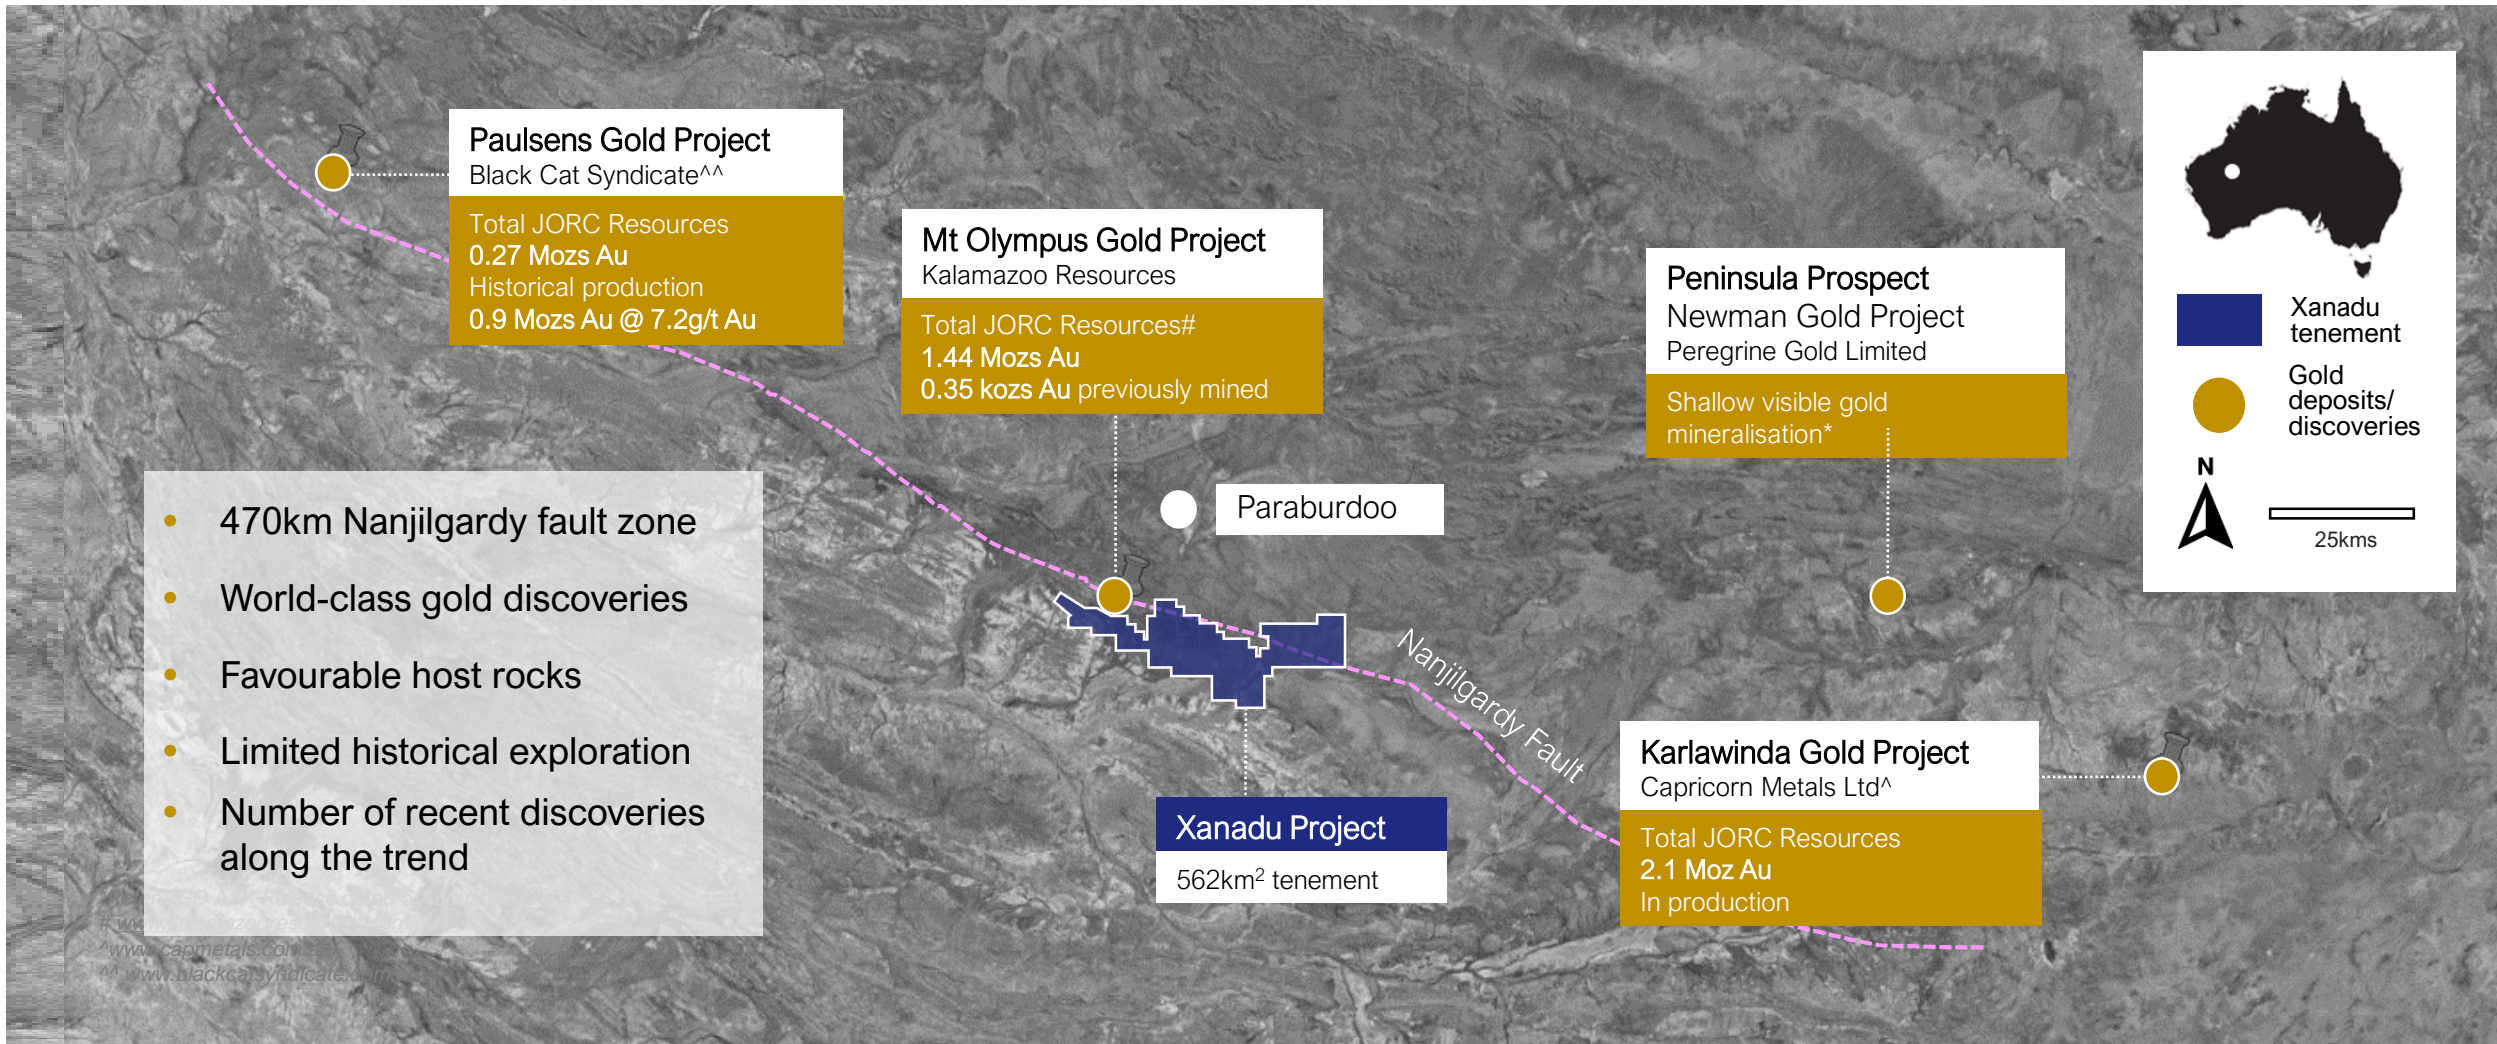 Paulsens Gold Project
Black Cat Syndicate^^
Total JORC Resources
0.27 Mozs Au
Historical production
0.9 Mozs Au @ 7.2g/t Au
Mt Olympus Gold Project
Kalamazoo Resources
Total JORC Resources#
1.44 Mozs Au
0.35 kozs Au previously mined
Peninsula Prospect
Newman Gold Project
Peregrine Gold Limited
Shallow visible gold
mineralisation*
Xanadu
tenement
Gold
deposits/
discoveries
N
25kms
Paraburdoo
• 470km Nanjilgardy fault zone
• World-class gold discoveries
• Favourable host rocks
• Limited historical exploration
• Number of recent discoveries
along the trend
Nanjilgardy Fault
Xanadu Project
562km² tenement
Karlawinda Gold Project
Capricorn Metals Ltd^
Total JORC Resources
2.1 Moz Au
In production
^www.capmetals.com
^^ www.blackcatsyndicate.com